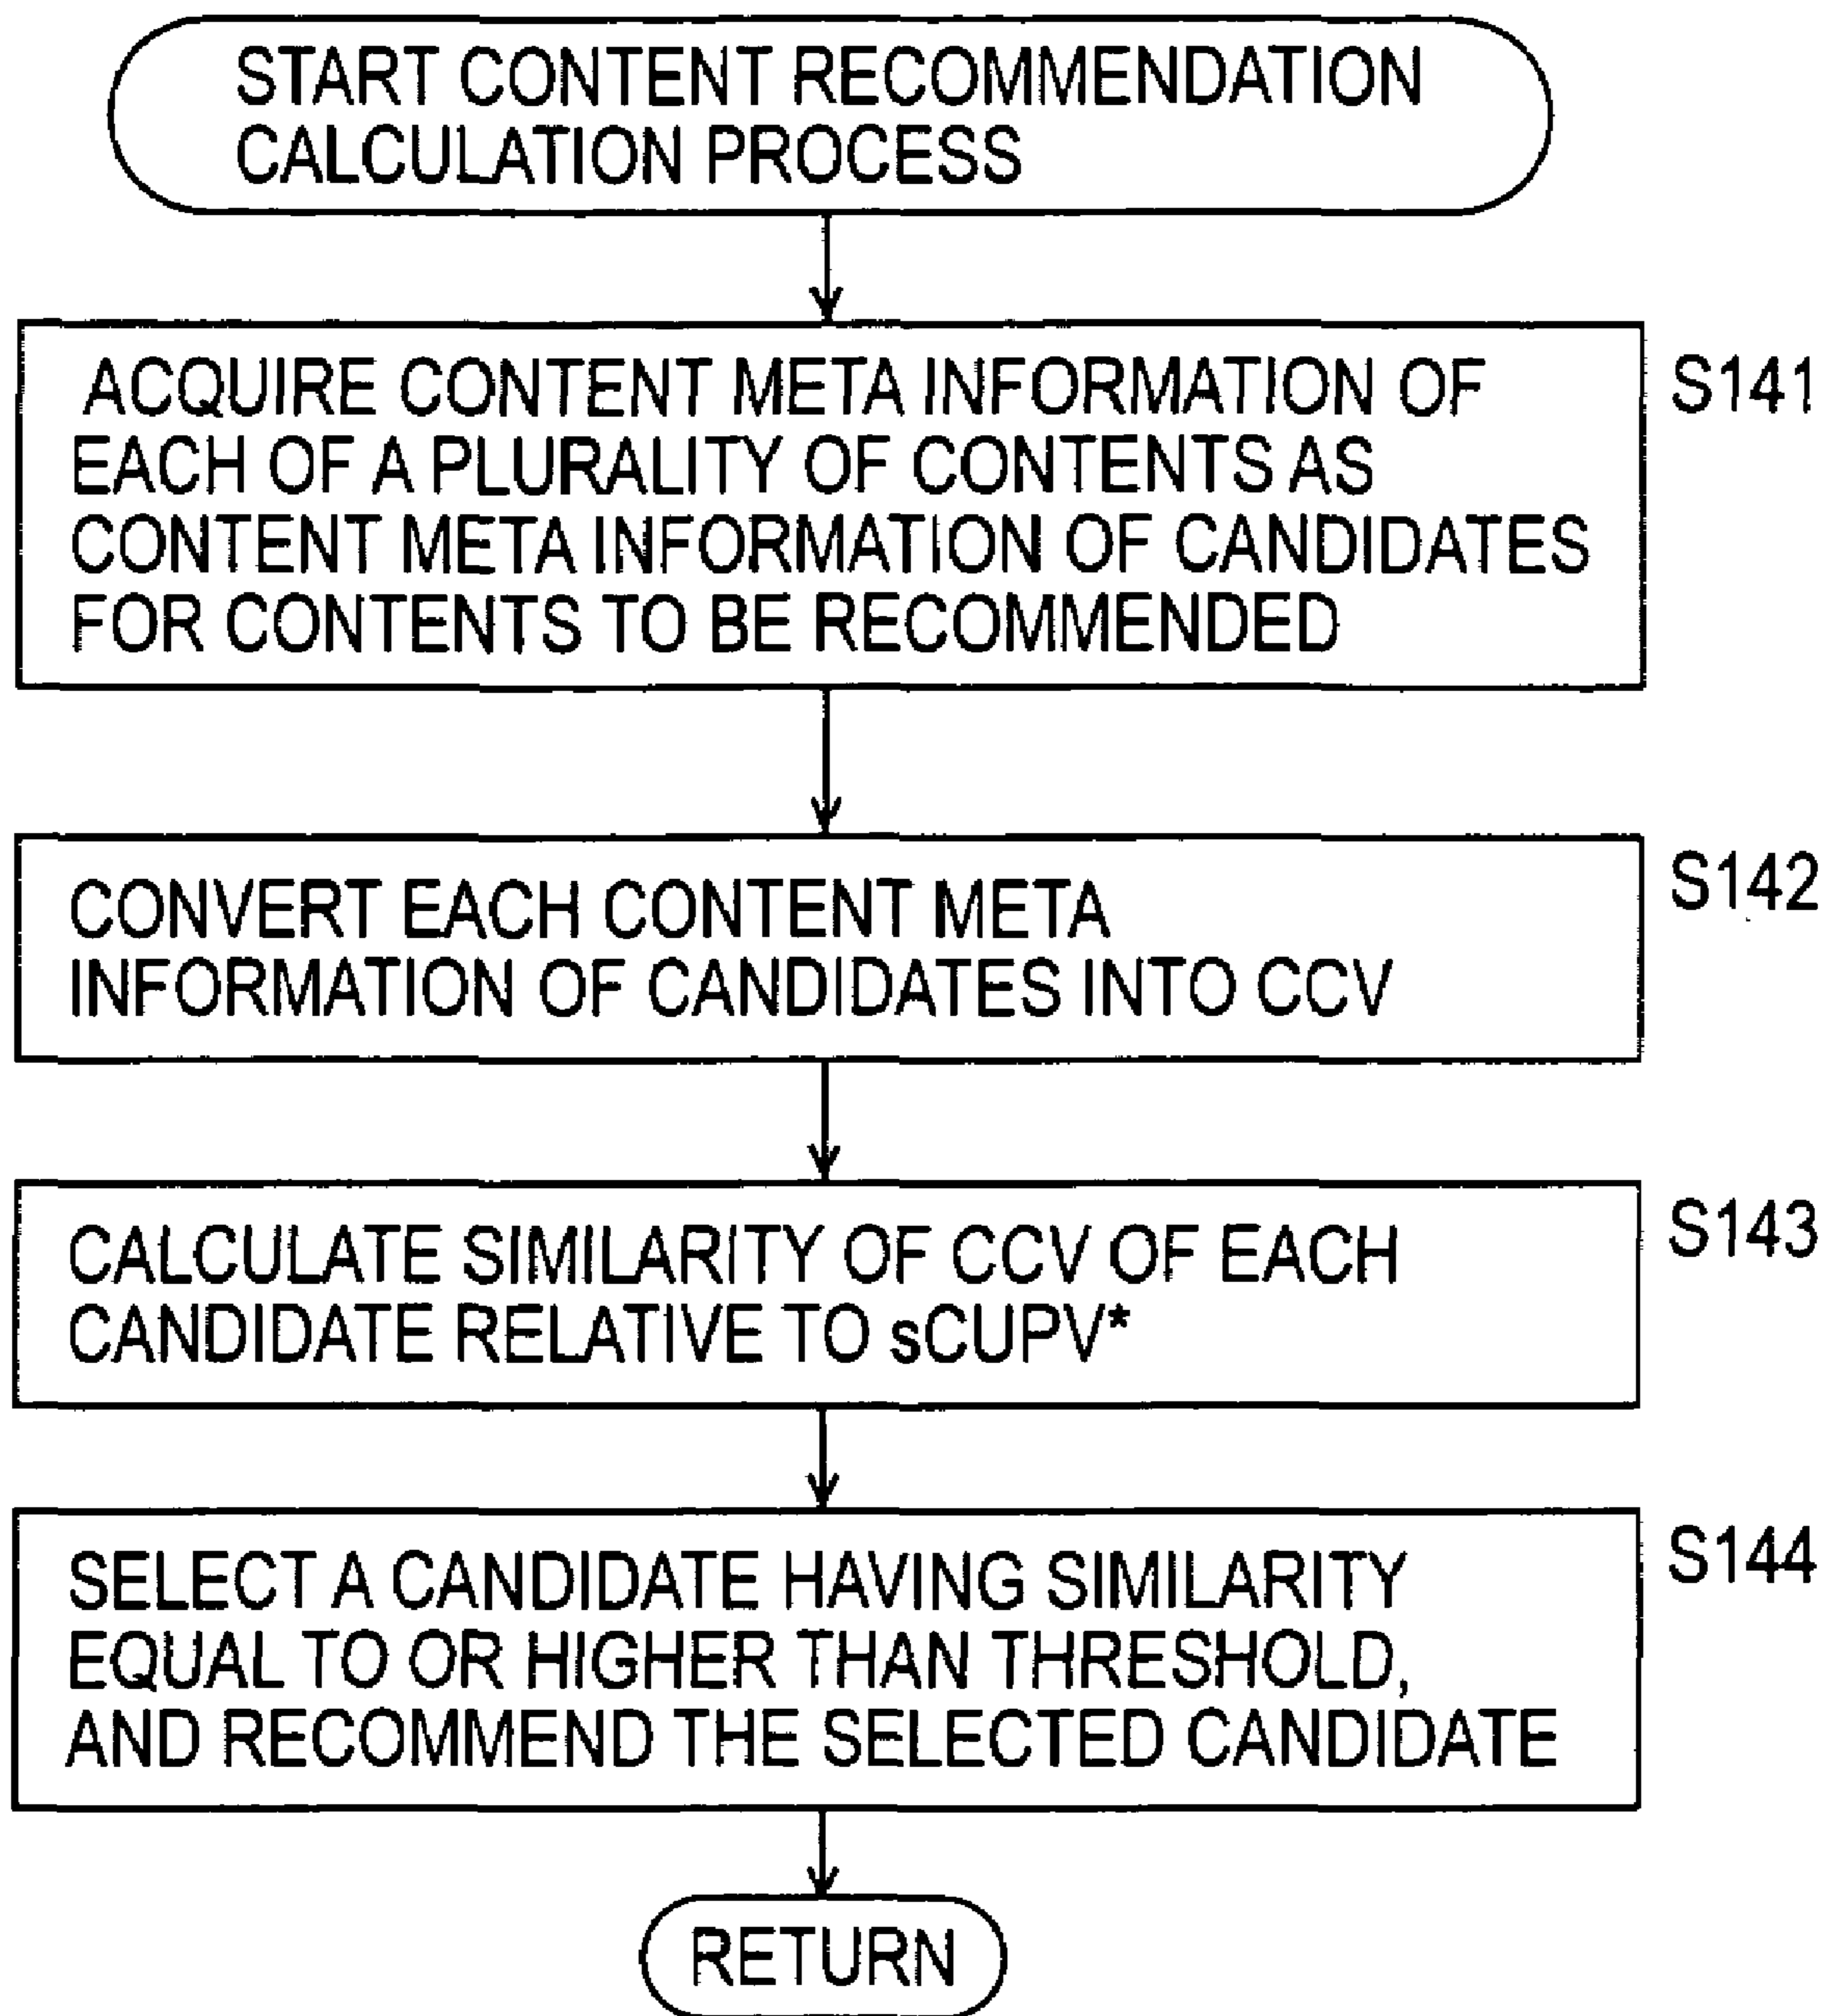 START CONTENT RECOMMENDATION
CALCULATION PROCESS
ACQUIRE CONTENT META INFORMATION OF
EACH OF A PLURALITY OF CONTENTS AS
CONTENT META INFORMATION OF CANDIDATES
FOR CONTENTS TO BE RECOMMENDED
S141
CONVERT EACH CONTENT META
INFORMATION OF CANDIDATES INTO CCV
S142
CALCULATE SIMILARITY OF CCV OF EACH
CANDIDATE RELATIVE TO sCUPV*
S143
SELECT A CANDIDATE HAVING SIMILARITY
EQUAL TO OR HIGHER THAN THRESHOLD,
AND RECOMMEND THE SELECTED CANDIDATE
S144
RETURN